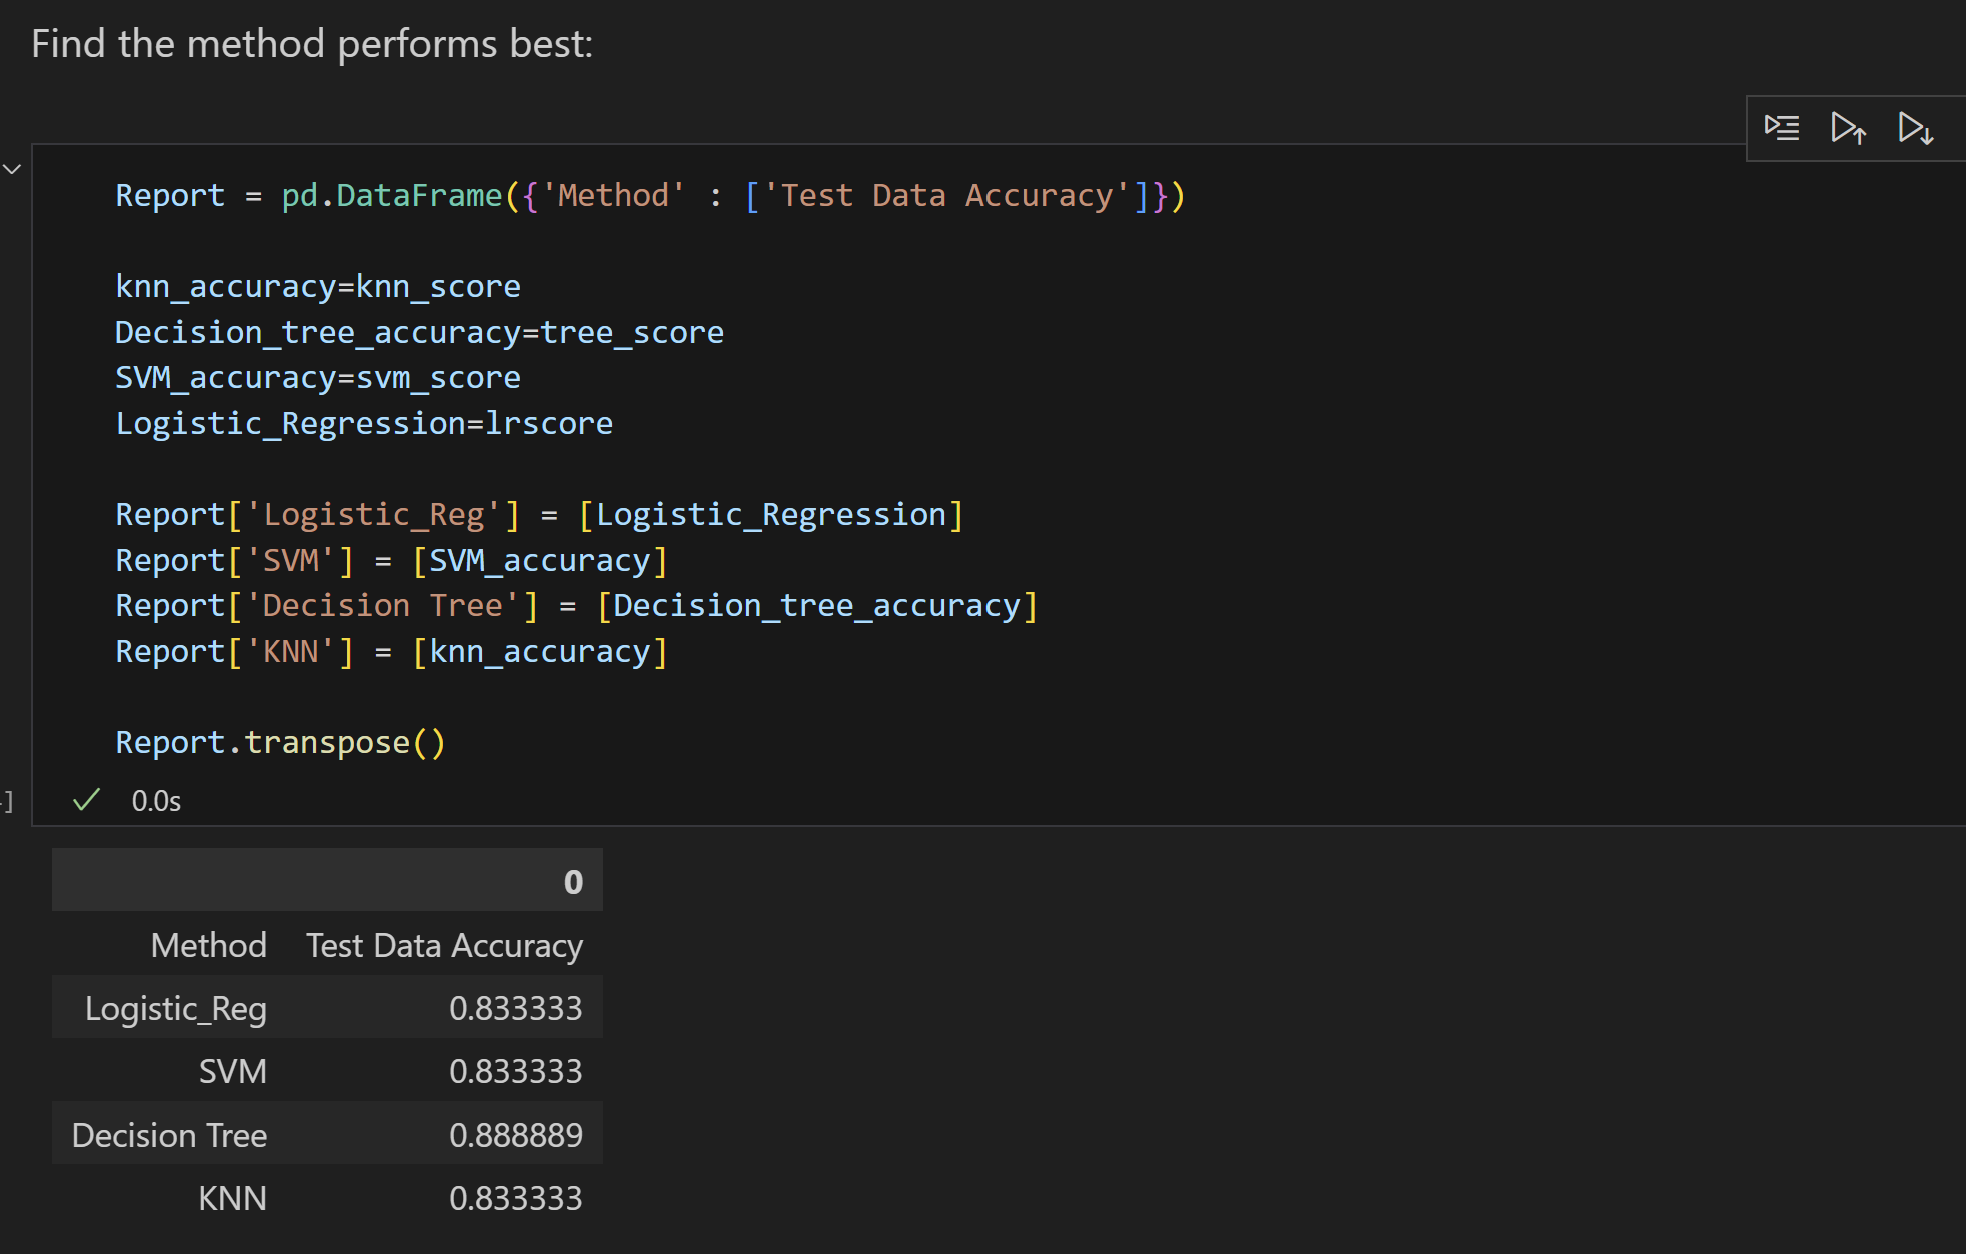 Find the method performs best:
Report = pd.DataFrame({'Method' : ['Test Data Accuracy']})
knn_accuracy=knn_score
Decision_tree_accuracy=tree_score
SVM_accuracy=svm_score
Logistic_Regression=lrscore
Report['Logistic_Reg'] = [Logistic_Regression]
Report['SVM'] = [SVM_accuracy]
Report['Decision Tree'] = [Decision_tree_accuracy]
Report['KNN'] = [knn_accuracy]
Report.transpose()
] 0.0s
0
Method Test Data Accuracy
Logistic_Reg 0.833333
SVM 0.833333
Decision Tree 0.888889
KNN 0.833333